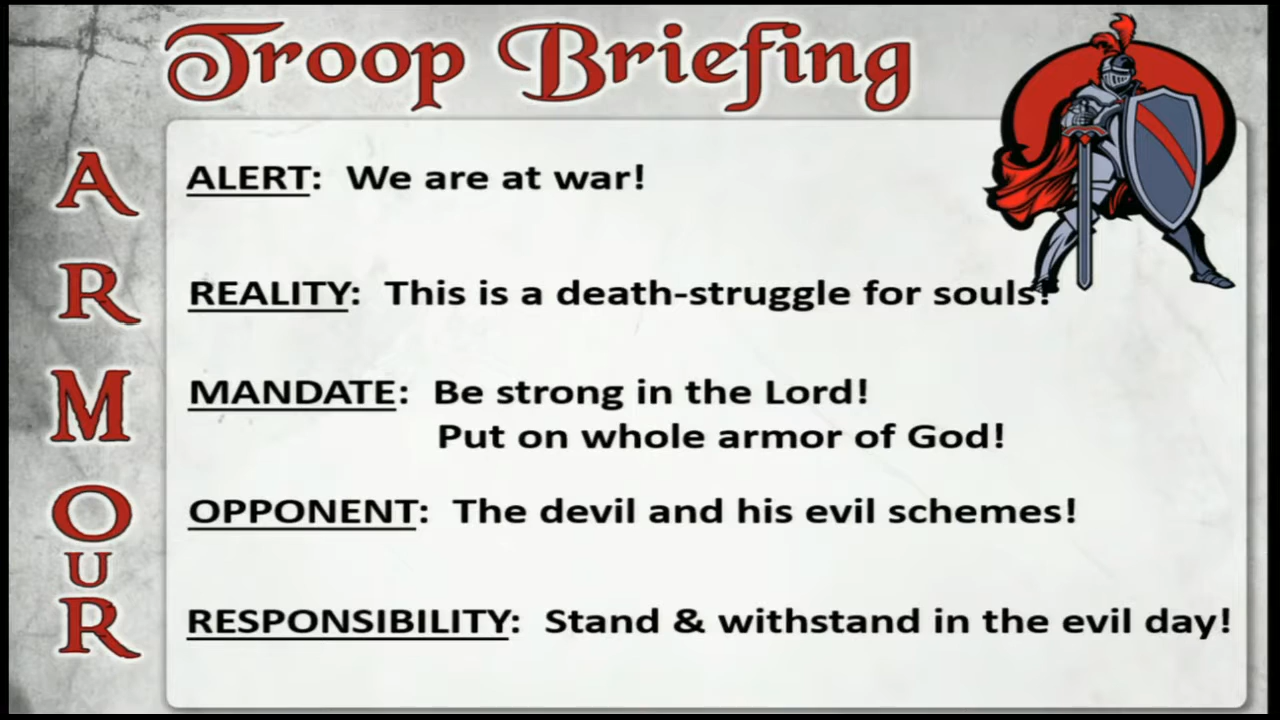 Troop Briefing
A
R
M
O
U
R
ALERT: We are at war!
REALITY: This is a death-struggle for souls!
MANDATE: Be strong in the Lord!
Put on whole armor of God!
OPPONENT: The devil and his evil schemes!
RESPONSIBILITY: Stand & withstand in the evil day!